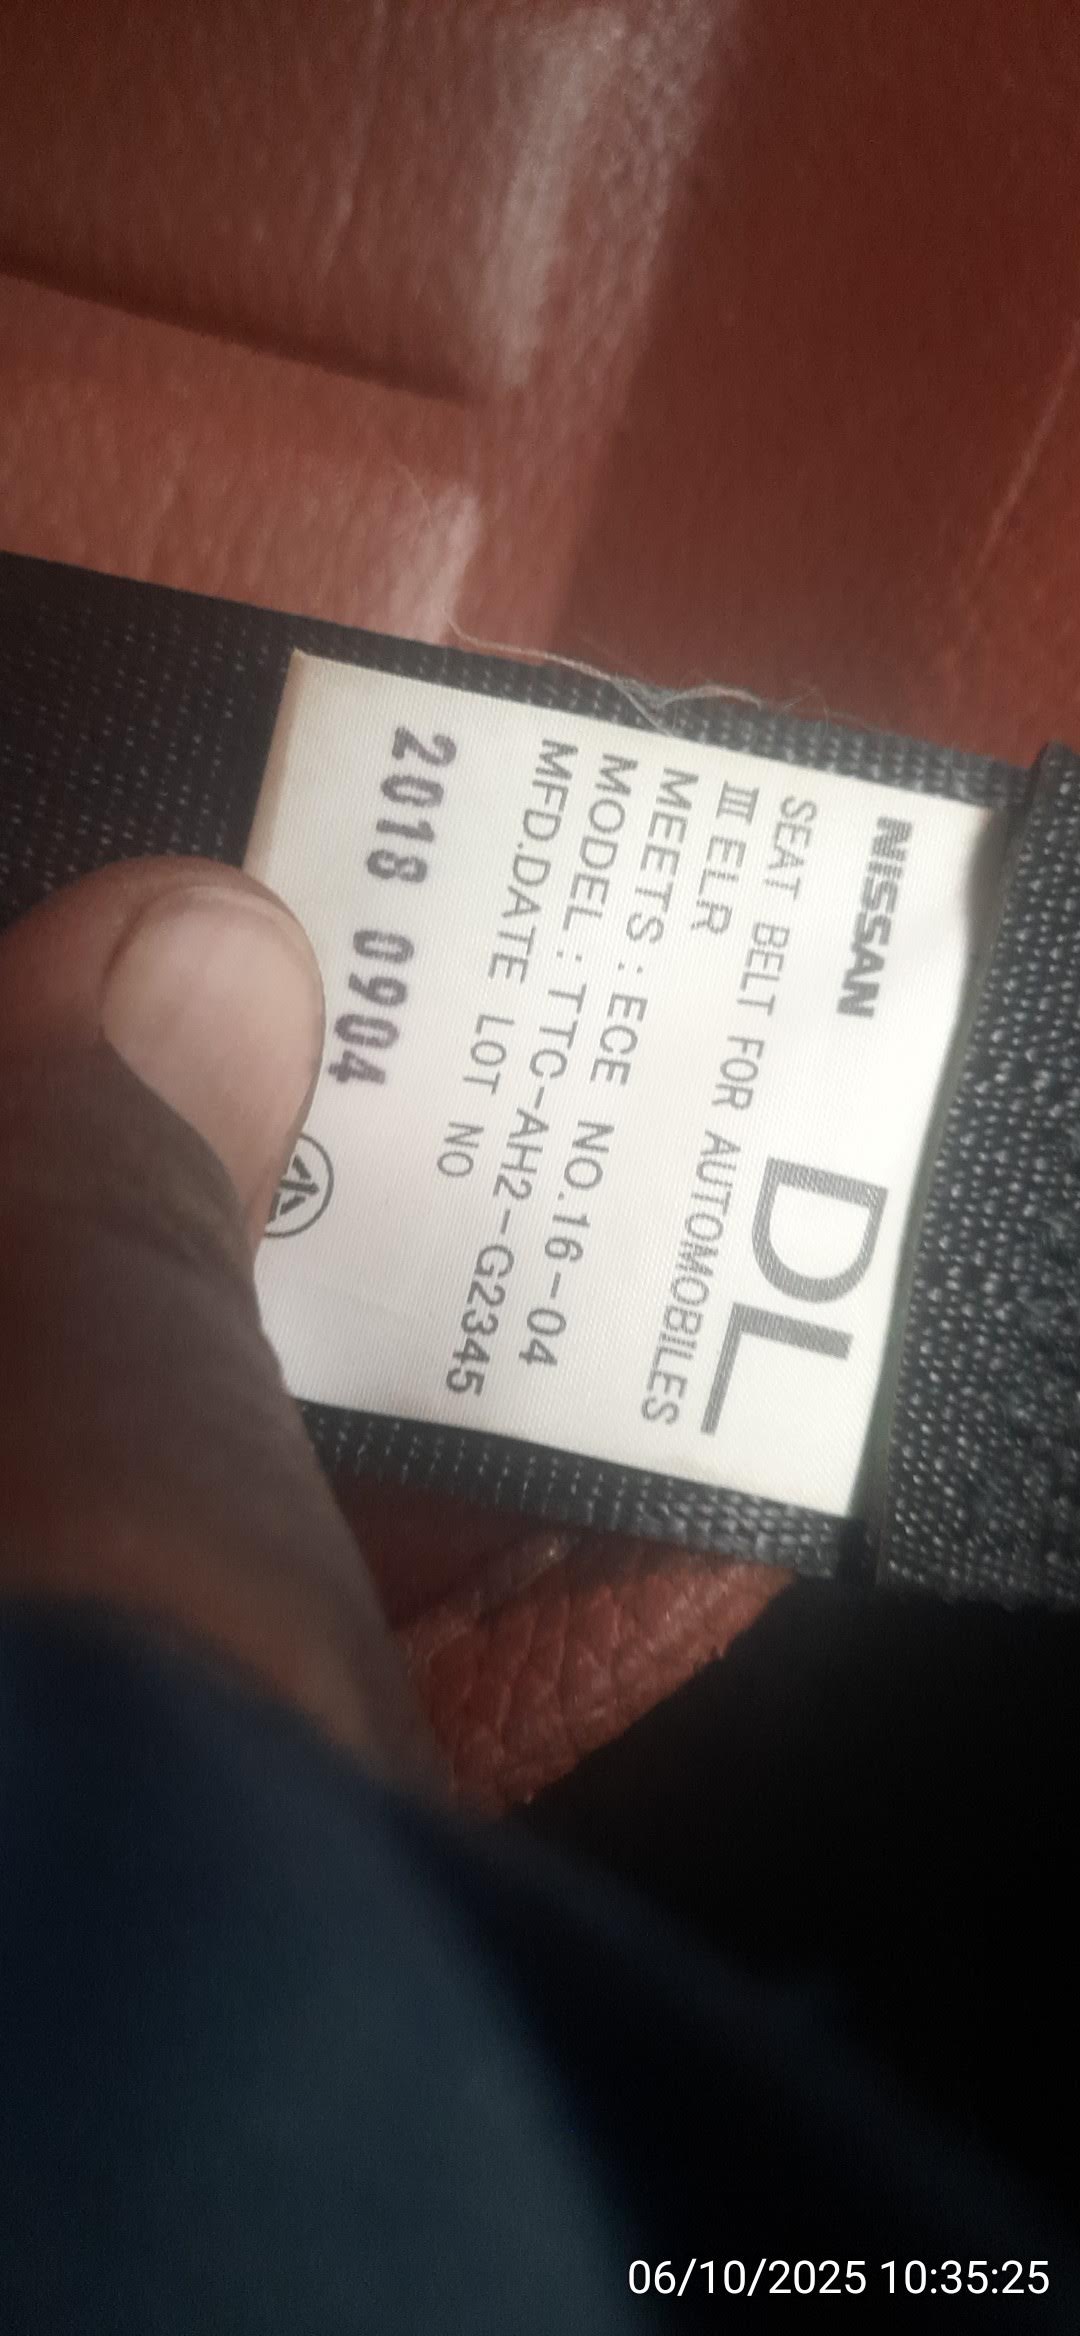 NISSAN DL
SEAT BELT FOR AUTOMOBILES
III ELR
MEETS : ECE NO.16-04
MODEL : TTC-AH2-G2345
MFD.DATE LOT NO
2018 0904
06/10/2025 10:35:25